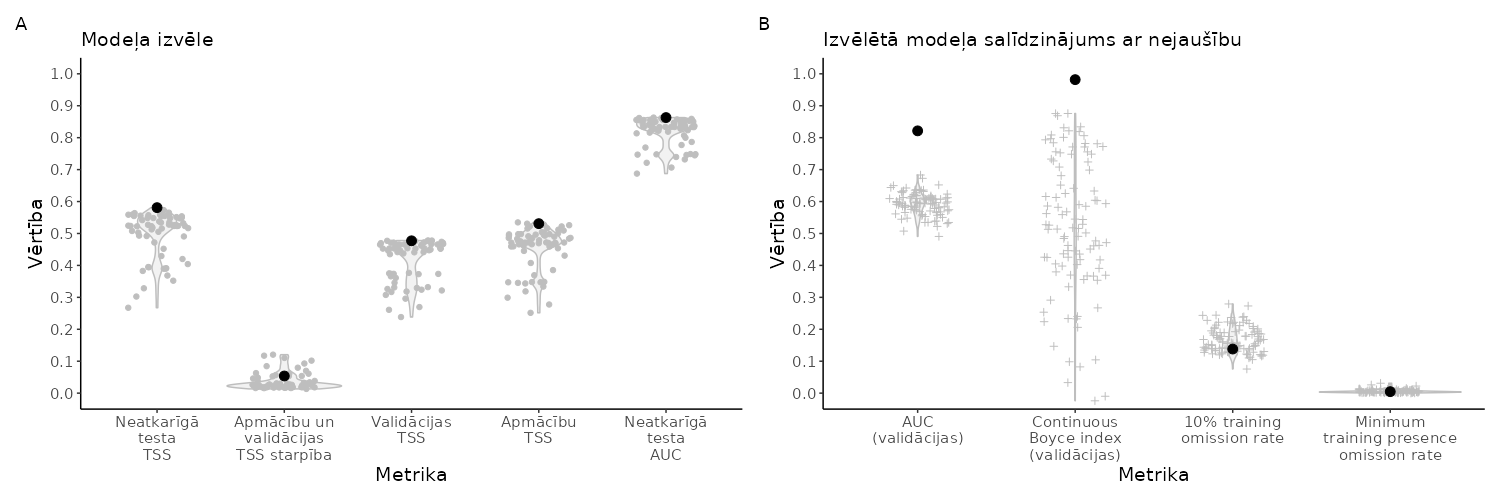 A
Modeļa izvēle
Vērtība
1.0
0.9
0.8
0.7
0.6
0.5
0.4
0.3
0.2
0.1
0.0
Neatkarīgā
testa
TSS
Apmācību un
validācijas
TSS starpība
Validācijas
TSS
Apmācību
TSS
Neatkarīgā
testa
AUC
Metrika
B
Izvēlētā modeļa salīdzinājums ar nejaušību
Vērtība
1.0
0.9
0.8
0.7
0.6
0.5
0.4
0.3
0.2
0.1
0.0
AUC
(validācijas)
Continuous
Boyce index
(validācijas)
10% training
omission rate
Minimum
training presence
omission rate
Metrika